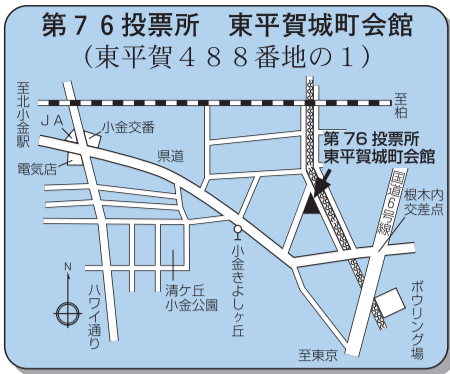 第７６投票所　東平賀城町会館
(東平賀４８８番地の１)
至北小金駅
至柏
ＪＡ
小金交番
電気店
県道
第76投票所
東平賀城町会館
国道6号線
根木内
交差点
小金きよしヶ丘
清ケ丘
小金公園
ハワイ通り
N
ボウリング場
至東京